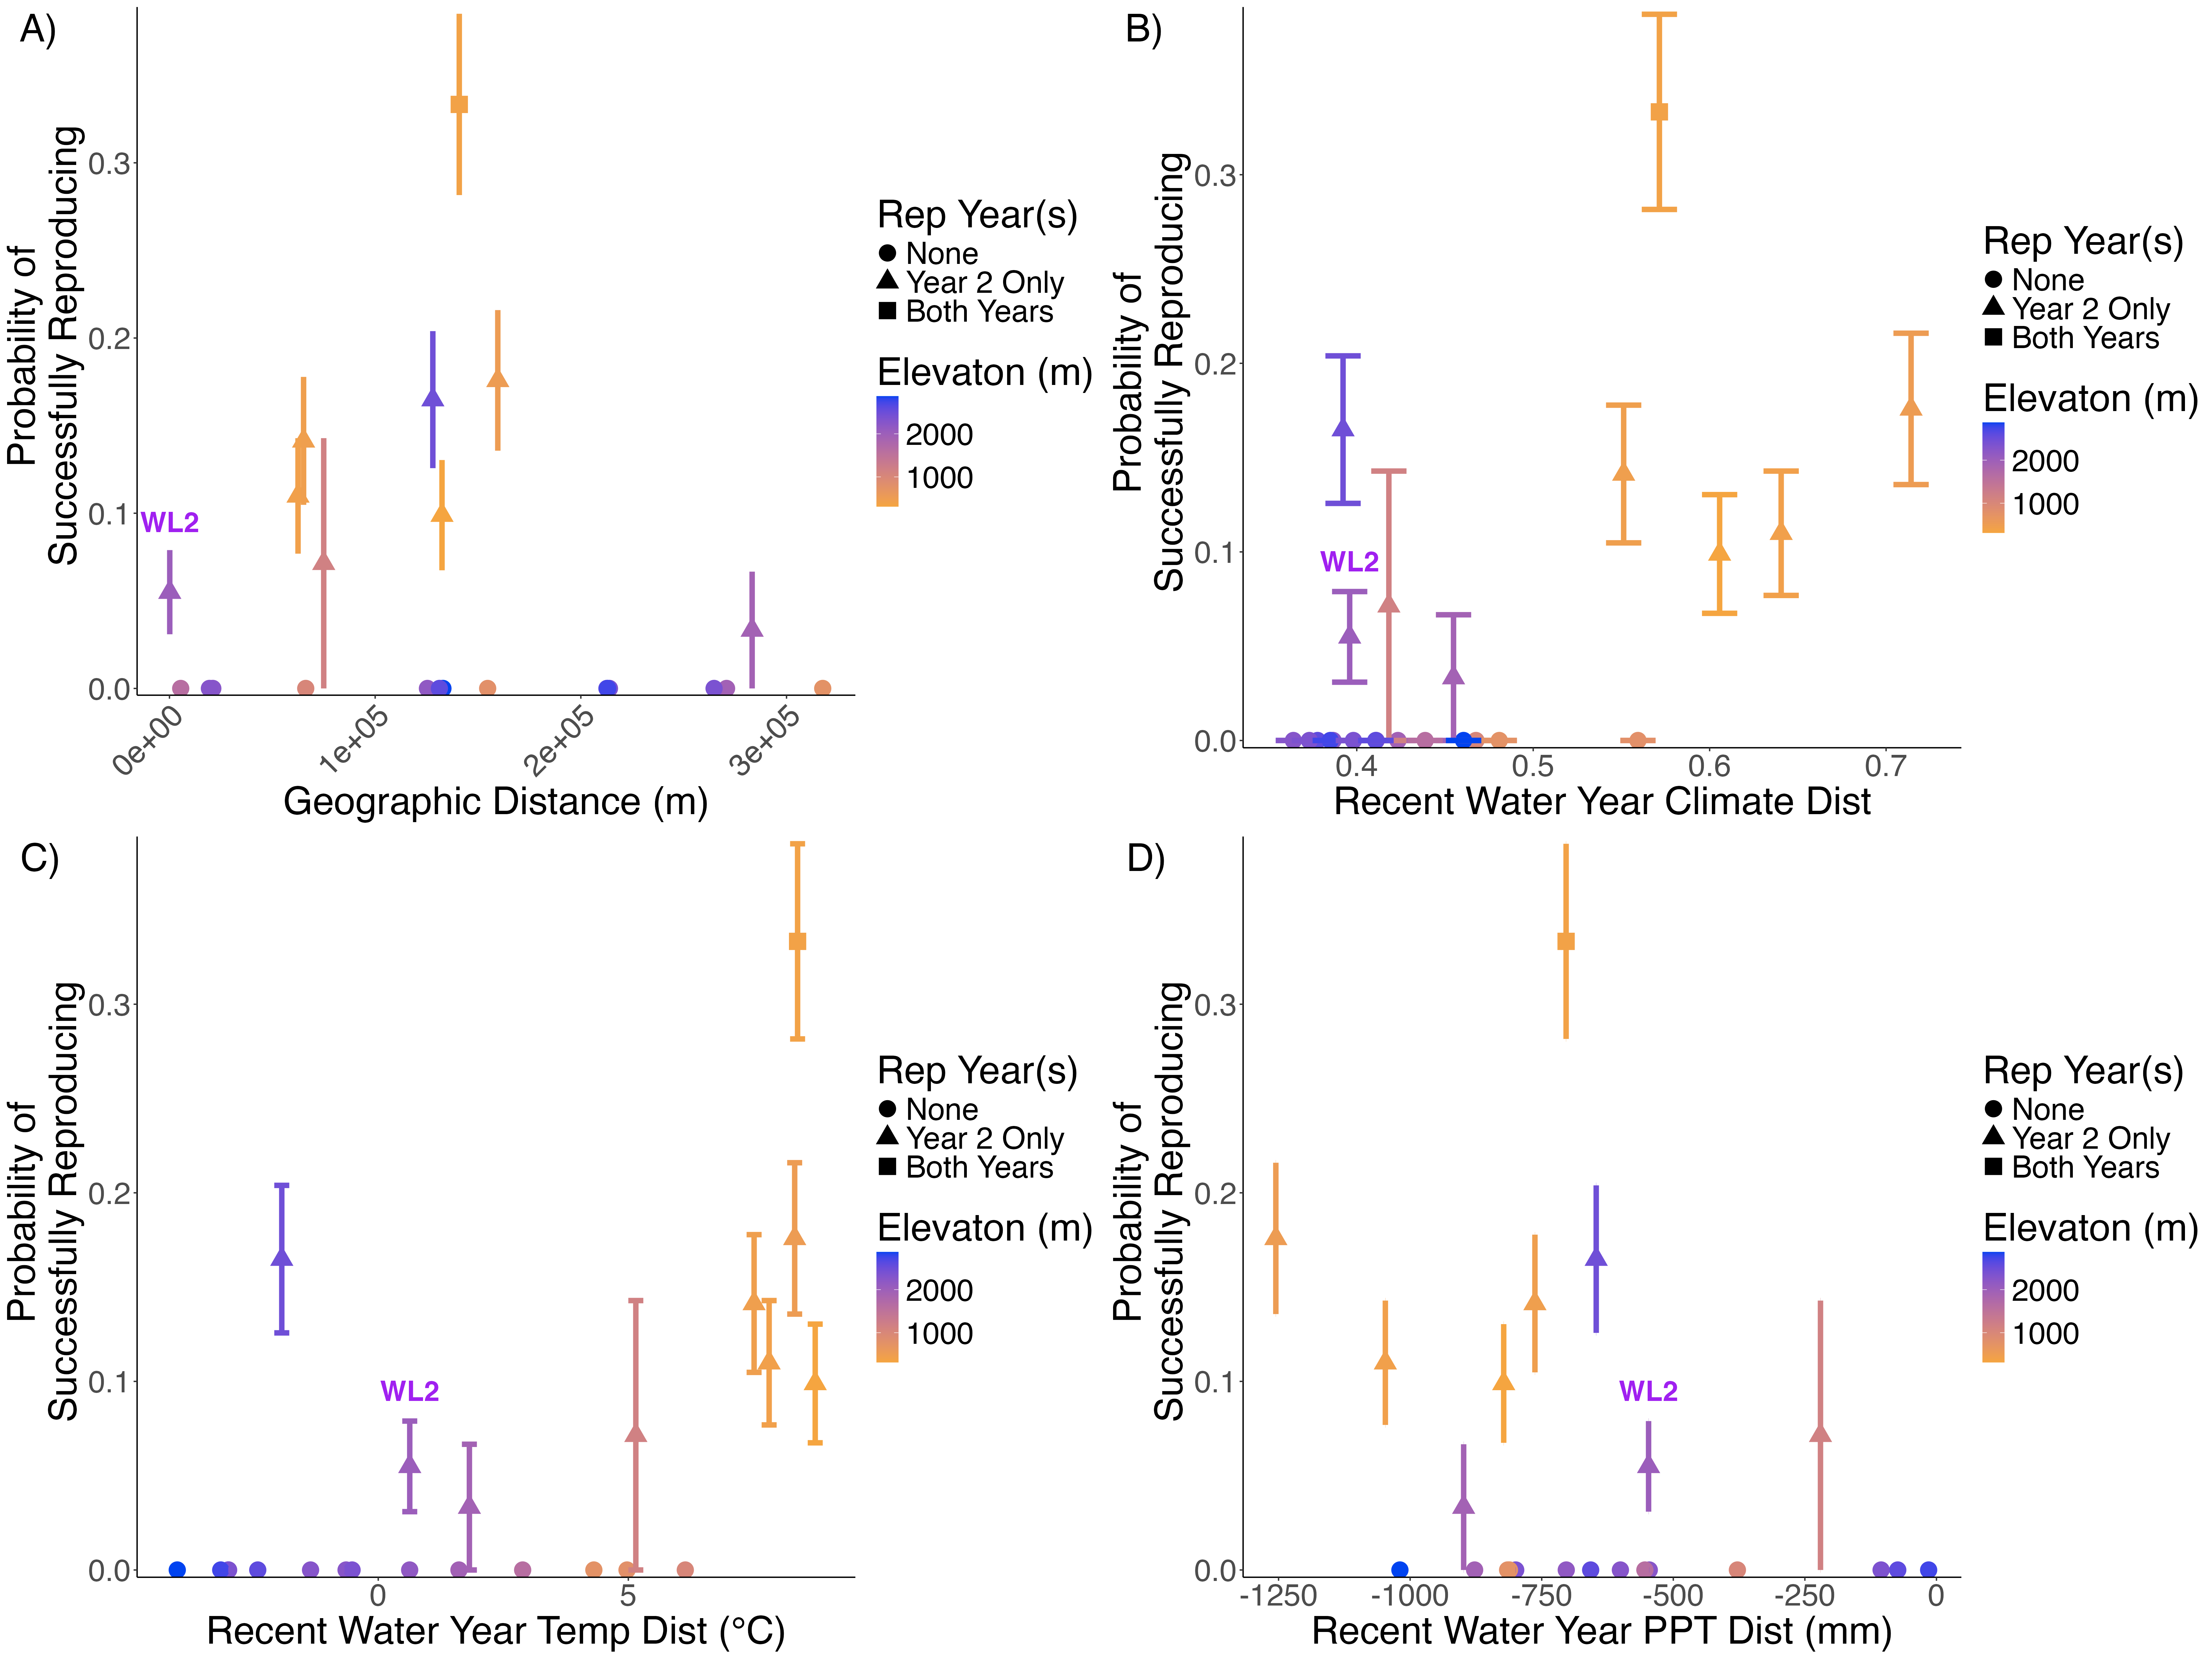 A)
Probability of
Successfully Reproducing
0.3
0.2
0.1
0.0
WL2
0e+00
1e+05
2e+05
3e+05
Geographic Distance (m)
Rep Year(s)
None
Year 2 Only
Both Years
Elevaton (m)
2000
1000
B)
Probability of
Successfully Reproducing
0.3
0.2
0.1
0.0
WL2
0.4
0.5
0.6
0.7
Recent Water Year Climate Dist
Rep Year(s)
None
Year 2 Only
Both Years
Elevaton (m)
2000
1000
C)
Probability of
Successfully Reproducing
0.3
0.2
0.1
0.0
WL2
0
5
Recent Water Year Temp Dist (°C)
Rep Year(s)
None
Year 2 Only
Both Years
Elevaton (m)
2000
1000
D)
Probability of
Successfully Reproducing
0.3
0.2
0.1
0.0
WL2
-1250
-1000
-750
-500
-250
0
Recent Water Year PPT Dist (mm)
Rep Year(s)
None
Year 2 Only
Both Years
Elevaton (m)
2000
1000